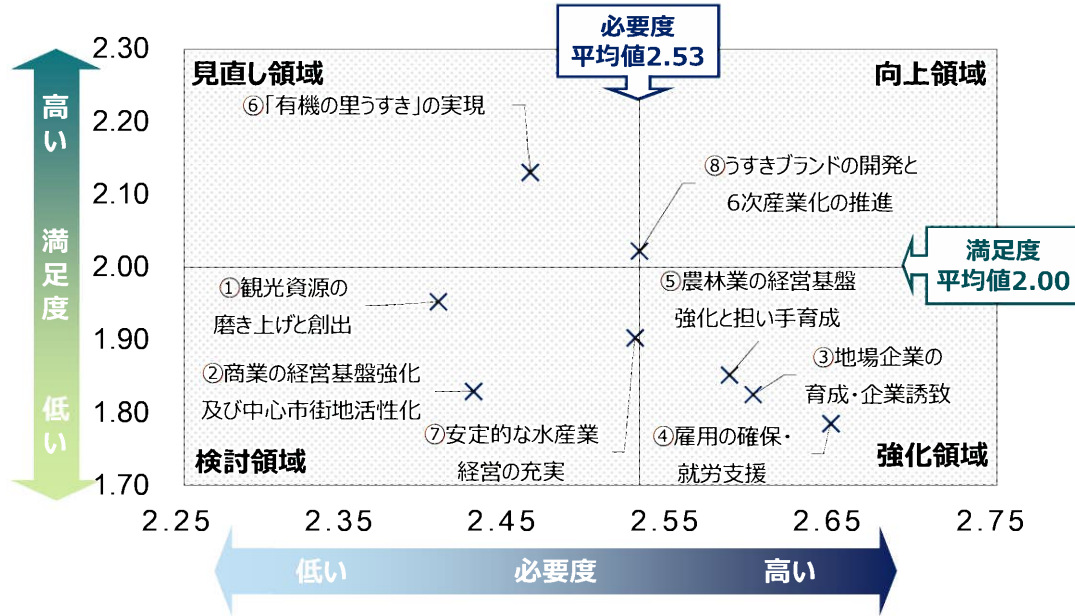 必要度
平均値2.53
2.30
見直し領域
向上領域
⑥「有機の里うすき」の実現
2.20
⑧うすきブランドの開発と
6次産業化の推進
2.10
高い
満足度
低い
満足度
平均値2.00
2.00
①観光資源の
磨き上げと創出
⑤農林業の経営基盤
強化と担い手育成
1.90
②商業の経営基盤強化
及び中心市街地活性化
③地場企業の
育成・企業誘致
1.80
⑦安定的な水産業
経営の充実
④雇用の確保・
就労支援
検討領域
強化領域
1.70
2.25 2.35 2.45 2.55 2.65 2.75
低い 必要度 高い